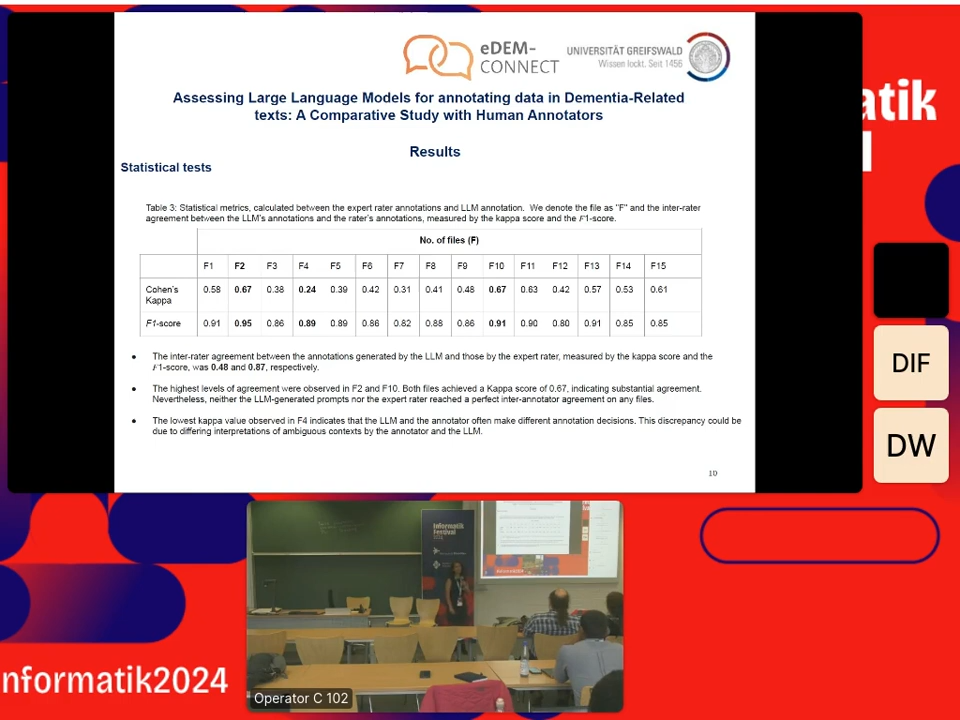 eDEM-
CONNECT
UNIVERSITÄT GREIFSWALD
Wissen lockt. Seit 1456
Assessing Large Language Models for annotating data in Dementia-Related
texts: A Comparative Study with Human Annotators
Results
Statistical tests
Table 3: Statistical metrics, calculated between the expert rater annotations and LLM annotation. We denote the file as "F" and the inter-rater
agreement between the LLM's annotations and the rater's annotations, measured by the kappa score and the F1-score.
No. of files (F)
F1 F2 F3 F4 F5 F6 F7 F8 F9 F10 F11 F12 F13 F14 F15
Cohen's
Kappa
0.58 0.67 0.38 0.24 0.39 0.42 0.31 0.41 0.48 0.67 0.63 0.42 0.57 0.53 0.61
F1-score 0.91 0.95 0.86 0.89 0.89 0.86 0.82 0.88 0.86 0.91 0.90 0.80 0.91 0.85 0.85
• The inter-rater agreement between the annotations generated by the LLM and those by the expert rater, measured by the kappa score and the
F1-score, was 0.48 and 0.87, respectively.
• The highest levels of agreement were observed in F2 and F10. Both files achieved a Kappa score of 0.67, indicating substantial agreement.
Nevertheless, neither the LLM-generated prompts nor the expert rater reached a perfect inter-annotator agreement on any files.
• The lowest kappa value observed in F4 indicates that the LLM and the annotator often make different annotation decisions. This discrepancy could be
due to differing interpretations of ambiguous contexts by the annotator and the LLM.
10
atik
DIF
DW
Informatik
Festival
Operator C 102
nformatik2024